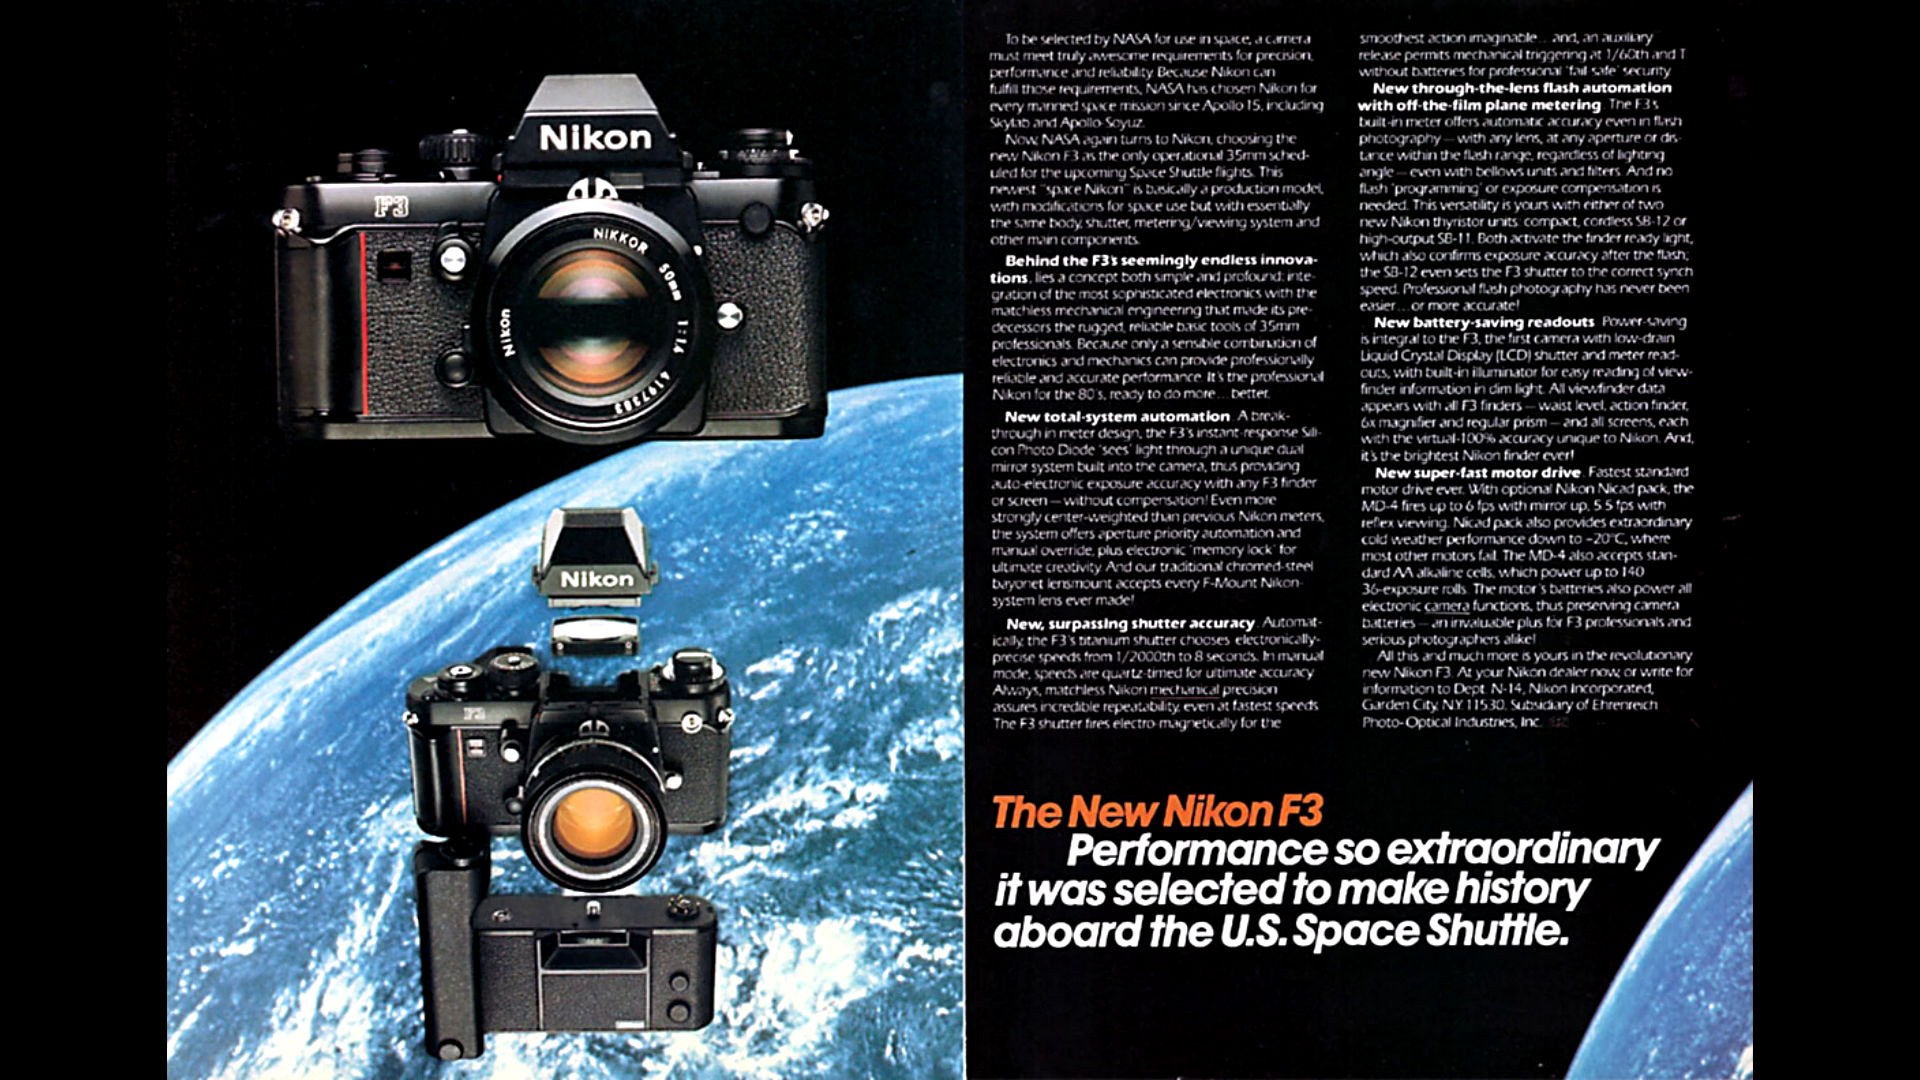 Nikon
F3
NIKKOR 50mm 1:1.4 4197383
Nikon
Nikon
F3
To be selected by NASA for use in space, a camera
must meet truly awesome requirements for precision,
performance and reliability. Because Nikon can
fulfill those requirements, NASA has chosen Nikon for
every manned space mission since Apollo 15, including
Skylab and Apollo-Soyuz.
Now, NASA again turns to Nikon, choosing the
new Nikon F3 as the only operational 35mm sched-
uled for the upcoming Space Shuttle flights. This
newest "space Nikon" is basically a production model,
with modifications for space use but with essentially
the same body, shutter, metering/viewing system and
other main components.
Behind the F3's seemingly endless innova-
tions, lies a concept both simple and profound: inte-
gration of the most sophisticated electronics with the
matchless mechanical engineering that made its pre-
decessors the rugged, reliable basic tools of 35mm
professionals. Because only a sensible combination of
electronics and mechanics can provide professionally
reliable and accurate performance. It's the professional
Nikon for the 80's, ready to do more...better.
New total-system automation. A break-
through in meter design, the F3's instant-response Sili-
con Photo Diode 'sees' light through a unique dual
mirror system built into the camera, thus providing
auto-electronic exposure accuracy with any F3 finder
or screen — without compensation! Even more
strongly center-weighted than previous Nikon meters,
the system offers aperture priority automation and
manual override, plus electronic 'memory lock' for
ultimate creativity. And our traditional chromed-steel
bayonet lensmount accepts every F-Mount Nikon-
system lens ever made!
New, surpassing shutter accuracy. Automat-
ically, the F3's titanium shutter chooses electronically-
precise speeds from 1/2000th to 8 seconds. In manual
mode, speeds are quartz-timed for ultimate accuracy.
Always, matchless Nikon mechanical precision
assures incredible repeatability, even at fastest speeds.
The F3 shutter fires electro-magnetically for the
smoothest action imaginable...and, an auxiliary
release permits mechanical triggering at 1/60th and T
without batteries for professional 'fail-safe' security.
New through-the-lens flash automation
with off-the-film plane metering. The F3's
built-in meter offers automatic accuracy even in flash
photography — with any lens, at any aperture or dis-
tance within the flash range, regardless of lighting
angle — even with bellows units and filters. And no
flash 'programming' or exposure compensation is
needed. This versatility is yours with either of two
new Nikon thyristor units: compact, cordless SB-12 or
high-output SB-11. Both activate the finder ready light,
which also confirms exposure accuracy after the flash;
the SB-12 even sets the F3 shutter to the correct synch
speed. Professional flash photography has never been
easier...or more accurate!
New battery-saving readouts. Power-saving
is integral to the F3, the first camera with low-drain
Liquid Crystal Display (LCD) shutter and meter read-
outs, with built-in illuminator for easy reading of view-
finder information in dim light. All viewfinder data
appears with all F3 finders — waist level, action finder,
6x magnifier and regular prism — and all screens, each
with the virtual-100% accuracy unique to Nikon. And,
it's the brightest Nikon finder ever!
New super-fast motor drive. Fastest standard
motor drive ever. With optional Nikon Nicad pack, the
MD-4 fires up to 6 fps with mirror up, 5.5 fps with
reflex viewing. Nicad pack also provides extraordinary
cold weather performance down to -20°C, where
most other motors fail. The MD-4 also accepts stan-
dard AA alkaline cells, which power up to 140
36-exposure rolls. The motor's batteries also power all
electronic camera functions, thus preserving camera
batteries — an invaluable plus for F3 professionals and
serious photographers alike!
All this and much more is yours in the revolutionary
new Nikon F3. At your Nikon dealer now, or write for
information to Dept. N-14, Nikon Incorporated,
Garden City, NY 11530. Subsidiary of Ehrenreich
Photo-Optical Industries, Inc.
The New Nikon F3
Performance so extraordinary
it was selected to make history
aboard the U.S. Space Shuttle.